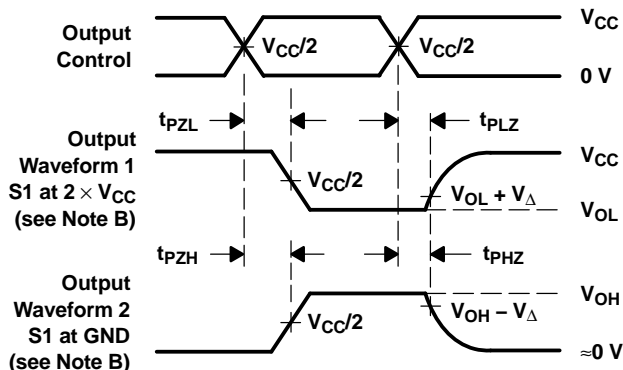 Output
Control
V_CC/2
V_CC/2
V_CC
0 V
t_PZL
t_PLZ
Output
Waveform 1
S1 at 2 × V_CC
(see Note B)
V_CC/2
V_CC
V_OL + V_Δ
V_OL
t_PZH
t_PHZ
Output
Waveform 2
S1 at GND
(see Note B)
V_CC/2
V_OH
V_OH − V_Δ
≈0 V